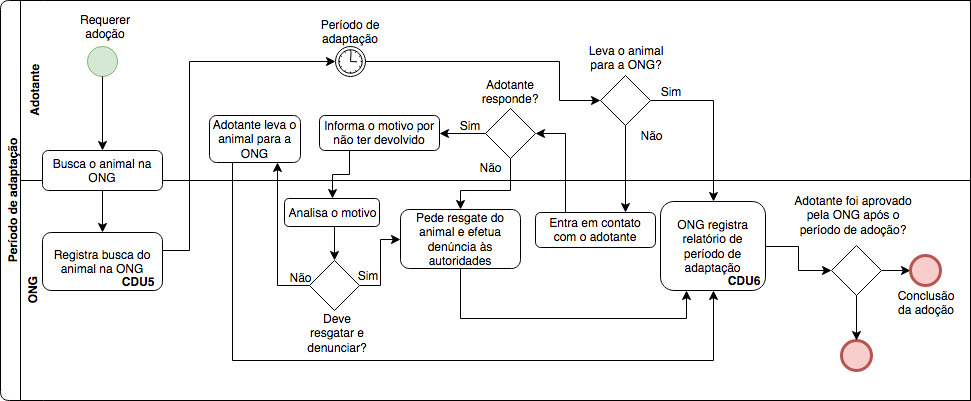 Período de adaptação
Adotante
ONG
Requerer
adoção
Busca o animal na
ONG
Registra busca do
animal na ONG
CDU5
Período de
adaptação
Leva o animal
para a ONG?
Sim
Não
Adotante
responde?
Sim
Não
Informa o motivo por
não ter devolvido
Adotante leva o
animal para a
ONG
Analisa o motivo
Não
Sim
Deve
resgatar e
denunciar?
Pede resgate do
animal e efetua
denúncia às
autoridades
Entra em contato
com o adotante
ONG registra
relatório de
período de
adaptação
CDU6
Adotante foi aprovado
pela ONG após o
período de adoção?
Conclusão
da adoção